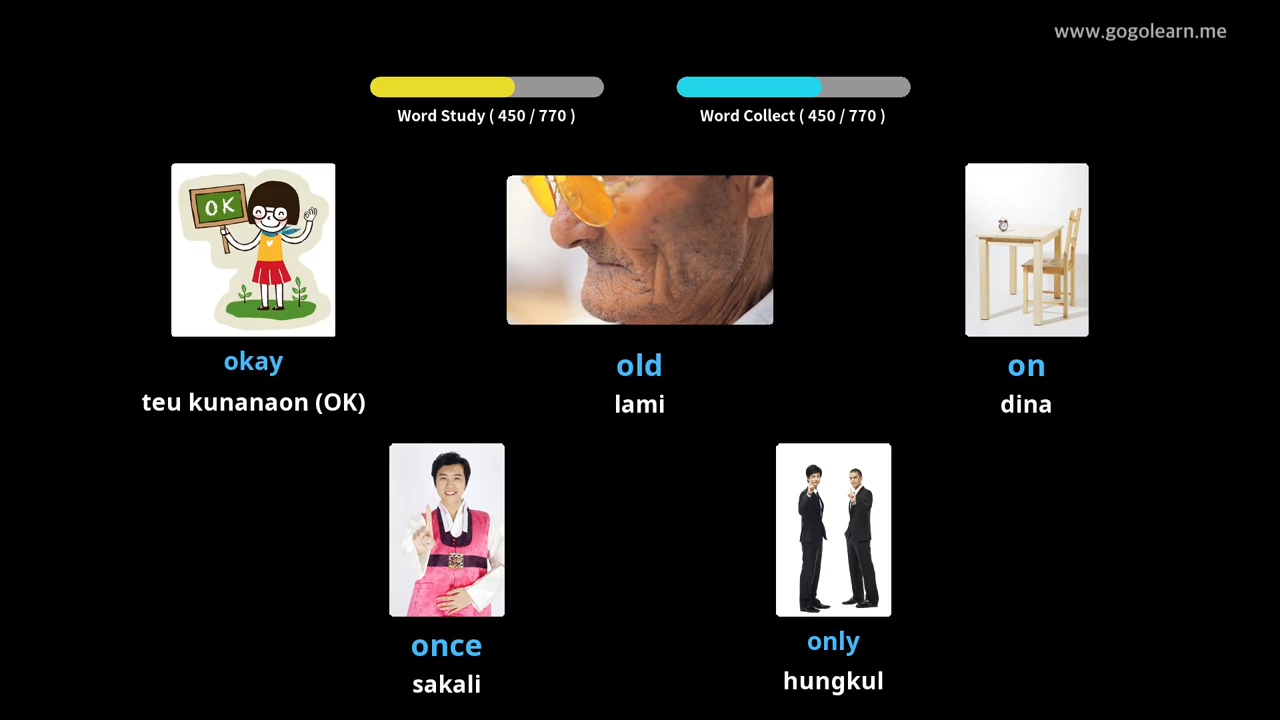 www.gogolearn.me
Word Study ( 450 / 770 )
Word Collect ( 450 / 770 )
OK
okay
teu kunanaon (OK)
old
lami
on
dina
once
sakali
only
hungkul